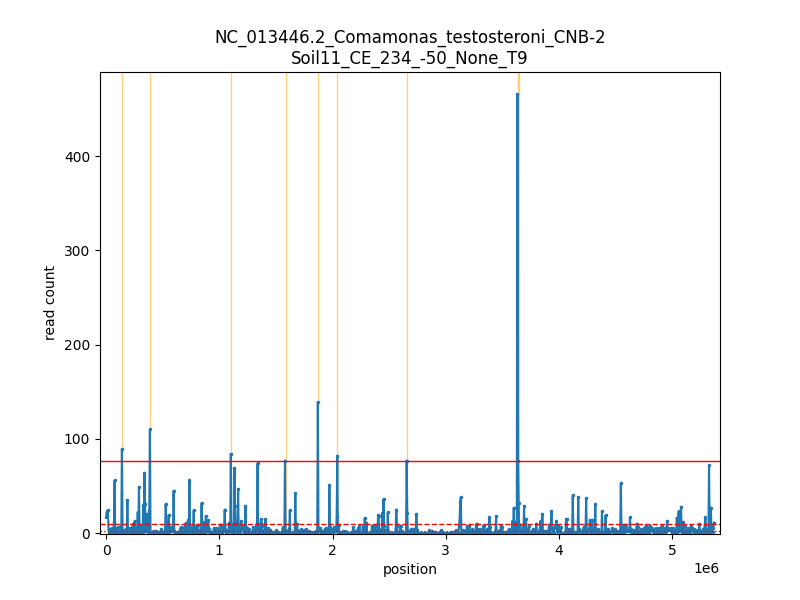 NC_013446.2_Comamonas_testosteroni_CNB-2
Soil11_CE_234_-50_None_T9
400
300
200
100
0
read count
0 1 2 3 4 5
1e6
position